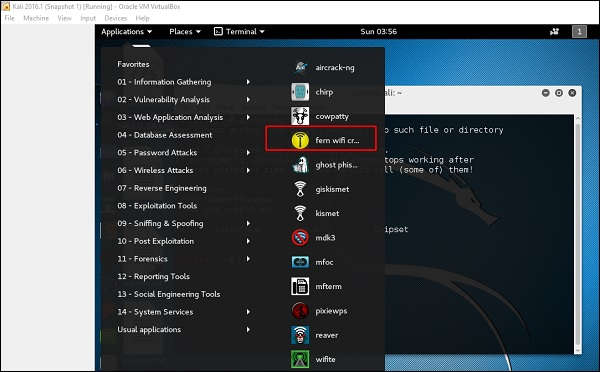 Kali 2016.1 (Snapshot 1) [Running] - Oracle VM VirtualBox
File Machine View Input Devices Help
Applications Places Terminal Sun 03:56 1
Favorites
01 - Information Gathering
02 - Vulnerability Analysis
03 - Web Application Analysis
04 - Database Assessment
05 - Password Attacks
06 - Wireless Attacks
07 - Reverse Engineering
08 - Exploitation Tools
09 - Sniffing & Spoofing
10 - Post Exploitation
11 - Forensics
12 - Reporting Tools
13 - Social Engineering Tools
14 - System Services
Usual applications
aircrack-ng
chirp
cowpatty
fern wifi cr...
ghost phis...
giskismet
kismet
mdk3
mfoc
mfterm
pixiewps
reaver
wifite
: ~
such file or directory
tops working after
(some of) them!